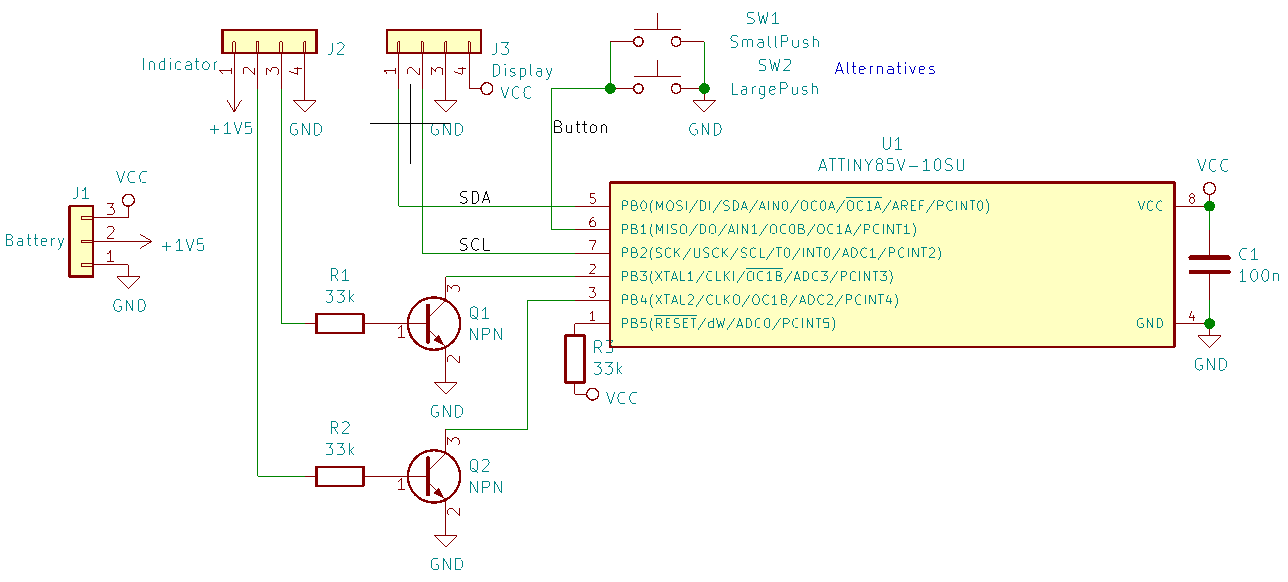 J2
Indicator
1
2
3
4
+1V5
GND
J3
Display
1
2
3
4
VCC
GND
SW1
SmallPush
SW2
LargePush
GND
Alternatives
Button
J1
Battery
VCC
3
2
1
+1V5
GND
SDA
SCL
U1
ATTINY85V-10SU
5
6
7
2
3
1
PB0(MOSI/DI/SDA/AIN0/OC0A/OC1A/AREF/PCINT0)
PB1(MISO/DO/AIN1/OC0B/OC1A/PCINT1)
PB2(SCK/USCK/SCL/T0/INT0/ADC1/PCINT2)
PB3(XTAL1/CLKI/OC1B/ADC3/PCINT3)
PB4(XTAL2/CLKO/OC1B/ADC2/PCINT4)
PB5(RESET/dW/ADC0/PCINT5)
VCC
GND
8
4
VCC
C1
100n
GND
R1
33k
1
3
2
Q1
NPN
GND
R3
33k
VCC
R2
33k
1
3
2
Q2
NPN
GND